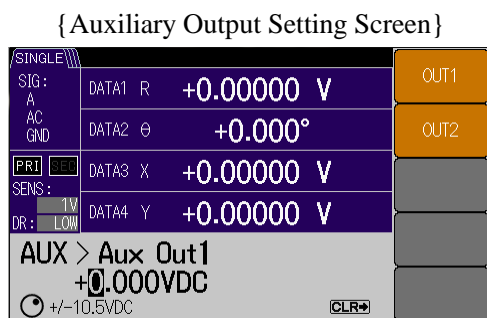 {Auxiliary Output Setting Screen}
SINGLE
SIG:
A
AC
GND
DATA1 R +0.00000 V
DATA2 θ +0.000°
PRI SEC
SENS:
1V
DR: LOW
DATA3 X +0.00000 V
DATA4 Y +0.00000 V
OUT1
OUT2
AUX > Aux Out1
+0.000VDC
+/-10.5VDC
CLR